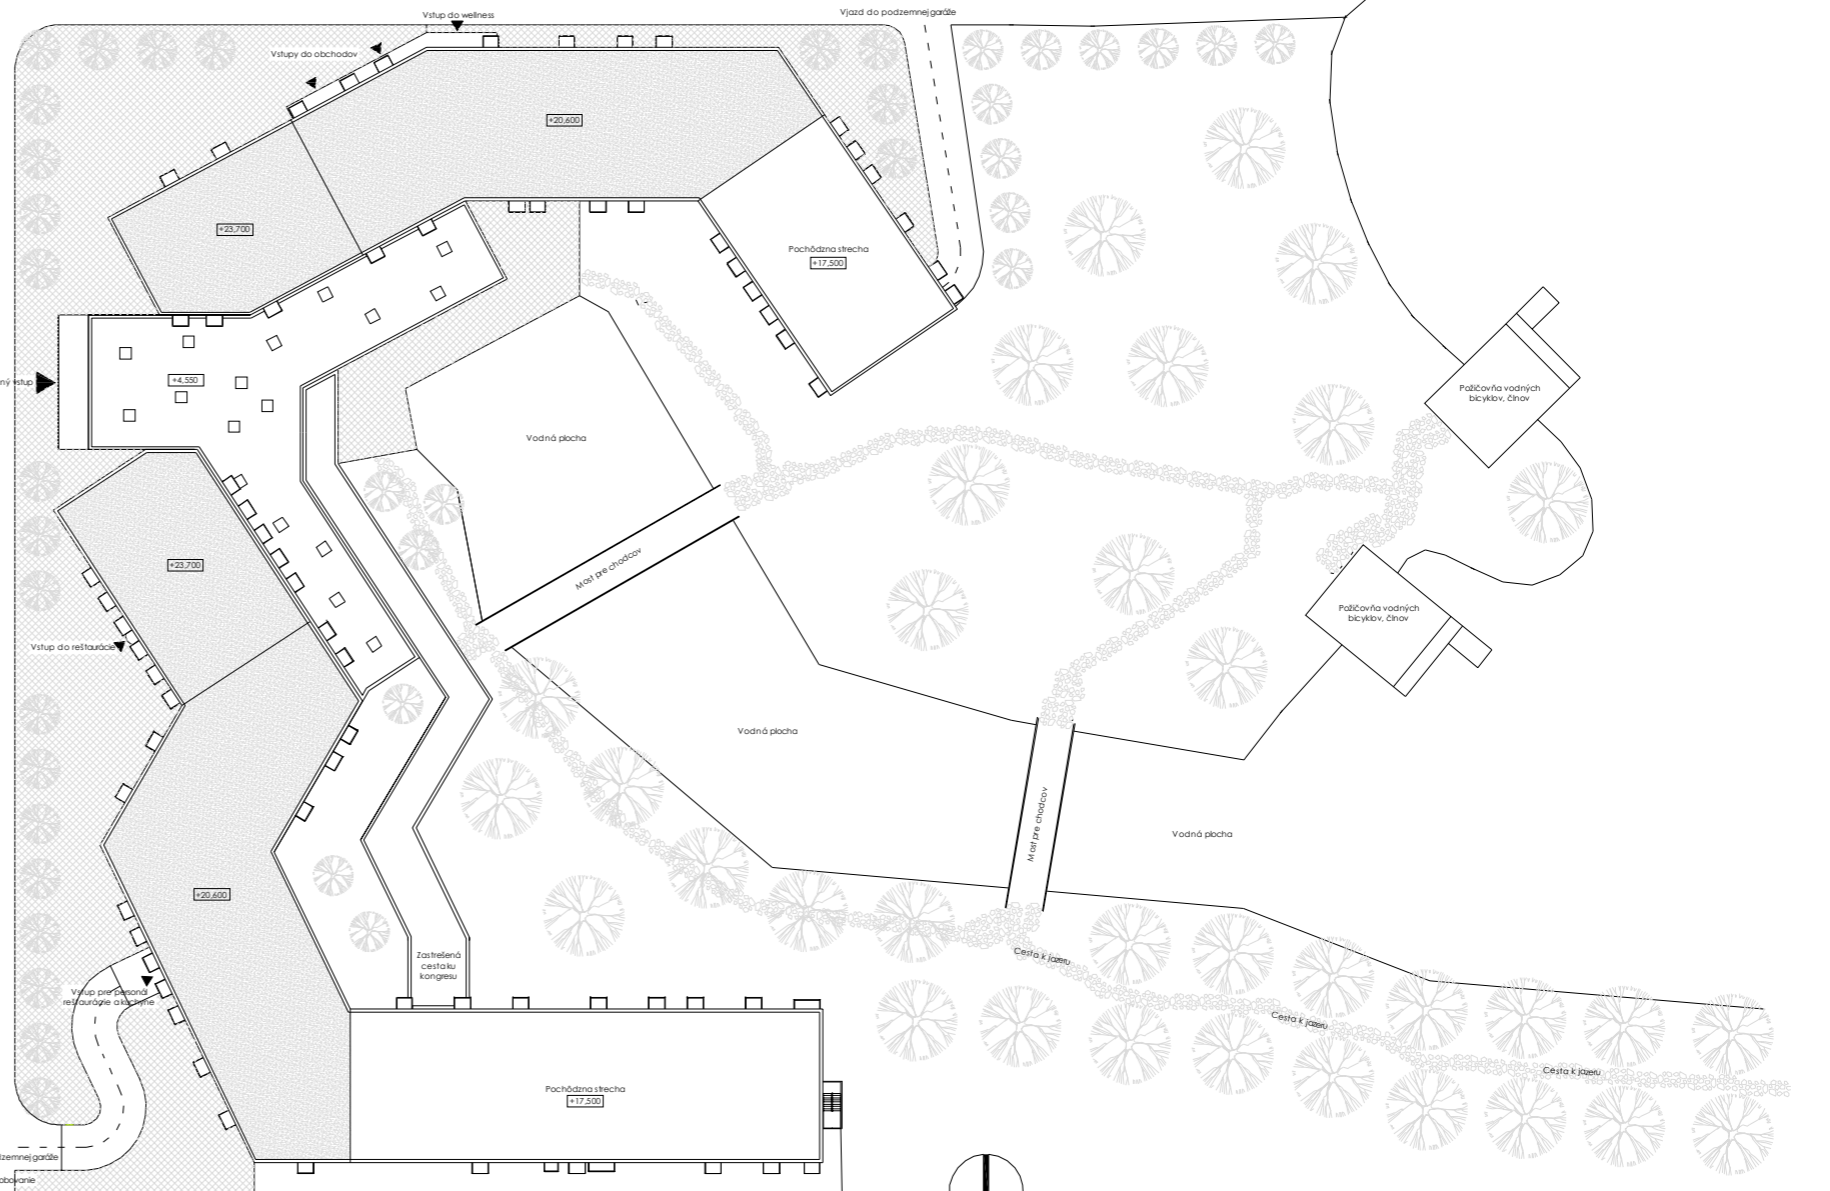 Vstup do wellness
Vjazd do podzemnej garáže
Vstupy do obchodov
+20,600
+23,700
Pochôdzna strecha
+17,500
ný vstup
+4,550
Požičovňa vodných
bicyklov, člnov
Vodná plocha
+23,700
Most pre chodcov
Požičovňa vodných
bicyklov, člnov
Vstup do reštaurácie
Vodná plocha
Most pre chodcov
Vodná plocha
+20,600
Zastrešená
cesta ku
kongresu
Cesta k jazeru
Vstup pre personál
reštaurácie a kuchyne
Cesta k jazeru
Cesta k jazeru
Pochôdzna strecha
+17,500
dzemnej garáže
obovanie